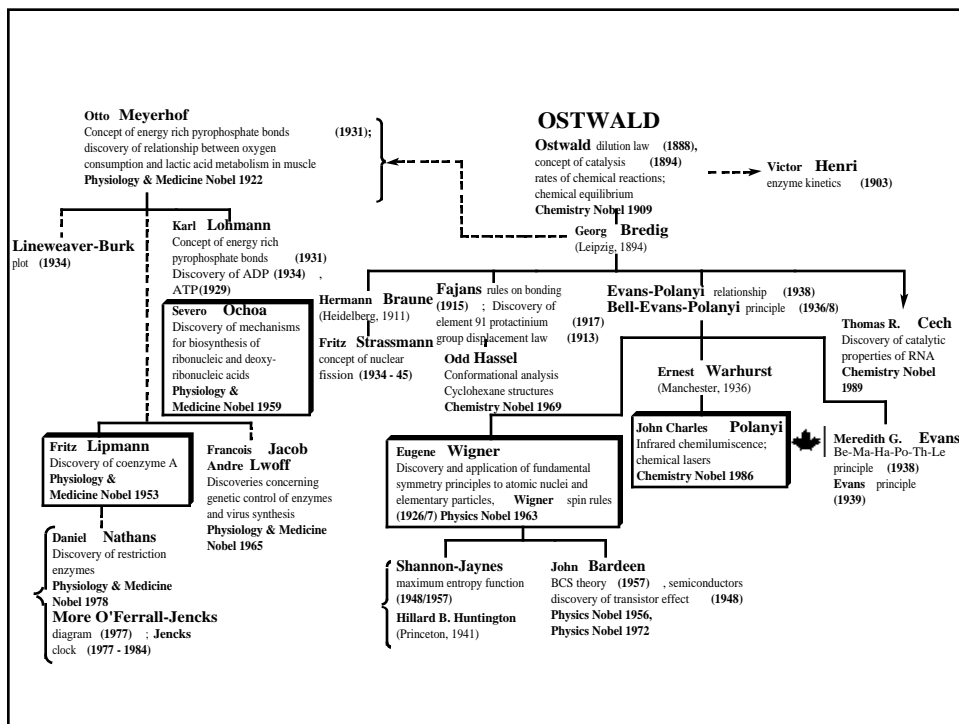 Otto Meyerhof
Concept of energy rich pyrophosphate bonds (1931);
discovery of relationship between oxygen
consumption and lactic acid metabolism in muscle
Physiology & Medicine Nobel 1922
OSTWALD
Ostwald dilution law (1888),
concept of catalysis (1894)
rates of chemical reactions;
chemical equilibrium
Chemistry Nobel 1909
Victor Henri
enzyme kinetics (1903)
Georg Bredig
(Leipzig, 1894)
Lineweaver-Burk
plot (1934)
Karl Lohmann
Concept of energy rich
pyrophosphate bonds (1931)
Discovery of ADP (1934) ,
ATP(1929)
Severo Ochoa
Discovery of mechanisms
for biosynthesis of
ribonucleic and deoxy-
ribonucleic acids
Physiology &
Medicine Nobel 1959
Hermann Braune
(Heidelberg, 1911)
Fritz Strassmann
concept of nuclear
fission (1934 - 45)
Fajans rules on bonding
(1915) ; Discovery of
element 91 protactinium (1917)
group displacement law (1913)
Odd Hassel
Conformational analysis
Cyclohexane structures
Chemistry Nobel 1969
Evans-Polanyi relationship (1938)
Bell-Evans-Polanyi principle (1936/8)
Thomas R. Cech
Discovery of catalytic
properties of RNA
Chemistry Nobel
1989
Ernest Warhurst
(Manchester, 1936)
John Charles Polanyi
Infrared chemilumiscence;
chemical lasers
Chemistry Nobel 1986
Meredith G. Evans
Be-Ma-Ha-Po-Th-Le
principle (1938)
Evans principle
(1939)
Fritz Lipmann
Discovery of coenzyme A
Physiology &
Medicine Nobel 1953
Francois Jacob
Andre Lwoff
Discoveries concerning
genetic control of enzymes
and virus synthesis
Physiology & Medicine
Nobel 1965
Eugene Wigner
Discovery and application of fundamental
symmetry principles to atomic nuclei and
elementary particles, Wigner spin rules
(1926/7) Physics Nobel 1963
Daniel Nathans
Discovery of restriction
enzymes
Physiology & Medicine
Nobel 1978
More O'Ferrall-Jencks
diagram (1977) ; Jencks
clock (1977 - 1984)
Shannon-Jaynes
maximum entropy function
(1948/1957)
Hillard B. Huntington
(Princeton, 1941)
John Bardeen
BCS theory (1957) , semiconductors
discovery of transistor effect (1948)
Physics Nobel 1956,
Physics Nobel 1972